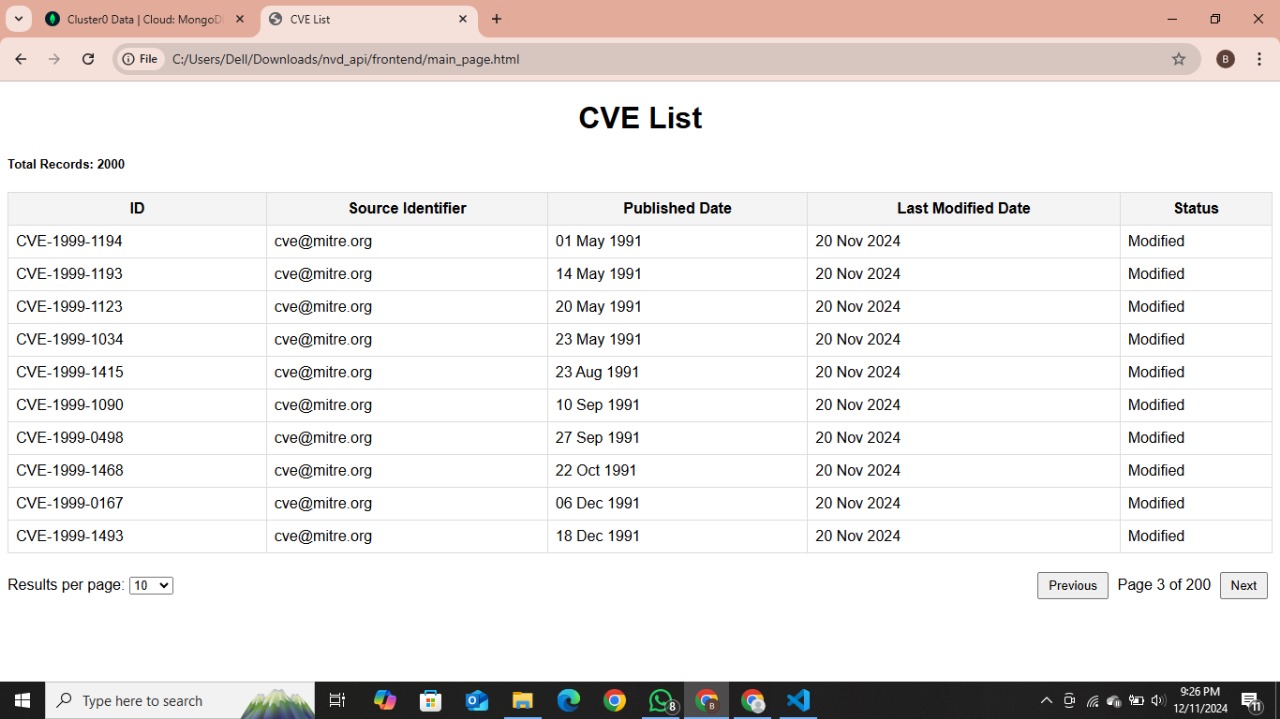 Cluster0 Data | Cloud: MongoD
CVE List
File
C:/Users/Dell/Downloads/nvd_api/frontend/main_page.html
B
CVE List
Total Records: 2000
ID Source Identifier Published Date Last Modified Date Status
CVE-1999-1194 cve@mitre.org 01 May 1991 20 Nov 2024 Modified
CVE-1999-1193 cve@mitre.org 14 May 1991 20 Nov 2024 Modified
CVE-1999-1123 cve@mitre.org 20 May 1991 20 Nov 2024 Modified
CVE-1999-1034 cve@mitre.org 23 May 1991 20 Nov 2024 Modified
CVE-1999-1415 cve@mitre.org 23 Aug 1991 20 Nov 2024 Modified
CVE-1999-1090 cve@mitre.org 10 Sep 1991 20 Nov 2024 Modified
CVE-1999-0498 cve@mitre.org 27 Sep 1991 20 Nov 2024 Modified
CVE-1999-1468 cve@mitre.org 22 Oct 1991 20 Nov 2024 Modified
CVE-1999-0167 cve@mitre.org 06 Dec 1991 20 Nov 2024 Modified
CVE-1999-1493 cve@mitre.org 18 Dec 1991 20 Nov 2024 Modified
Results per page: 10 Previous Page 3 of 200 Next
Type here to search
8
B
9:26 PM
12/11/2024
11